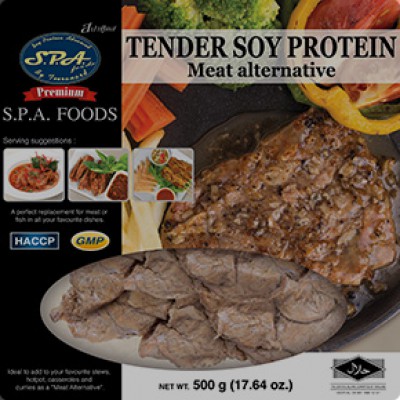 TENDER SOY PROTEIN
Meat alternative
S.P.A.
Premium
S.P.A. FOODS
Serving suggestions :
A perfect replacement for meat or
fish in all your favourite dishes.
HACCP
GMP
Ideal to add to your favourite stews,
hotpot, casseroles and
curries as a "Meat Alternative".
NET WT. 500 g (17.64 oz.)
حلال